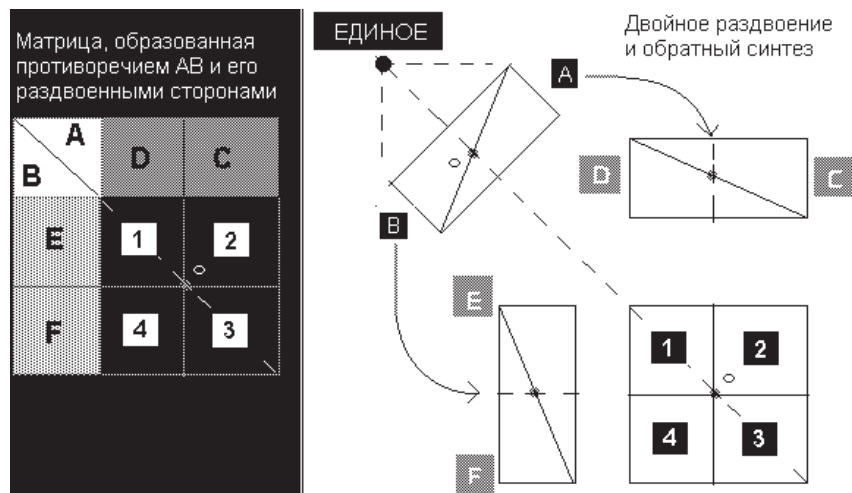 Матрица, образованная
противоречием АВ и его
раздвоенными сторонами
A
B
D
C
E
F
1
2
4
3
ЕДИНОЕ
Двойное раздвоение
и обратный синтез
A
B
D
C
E
F
1
2
4
3